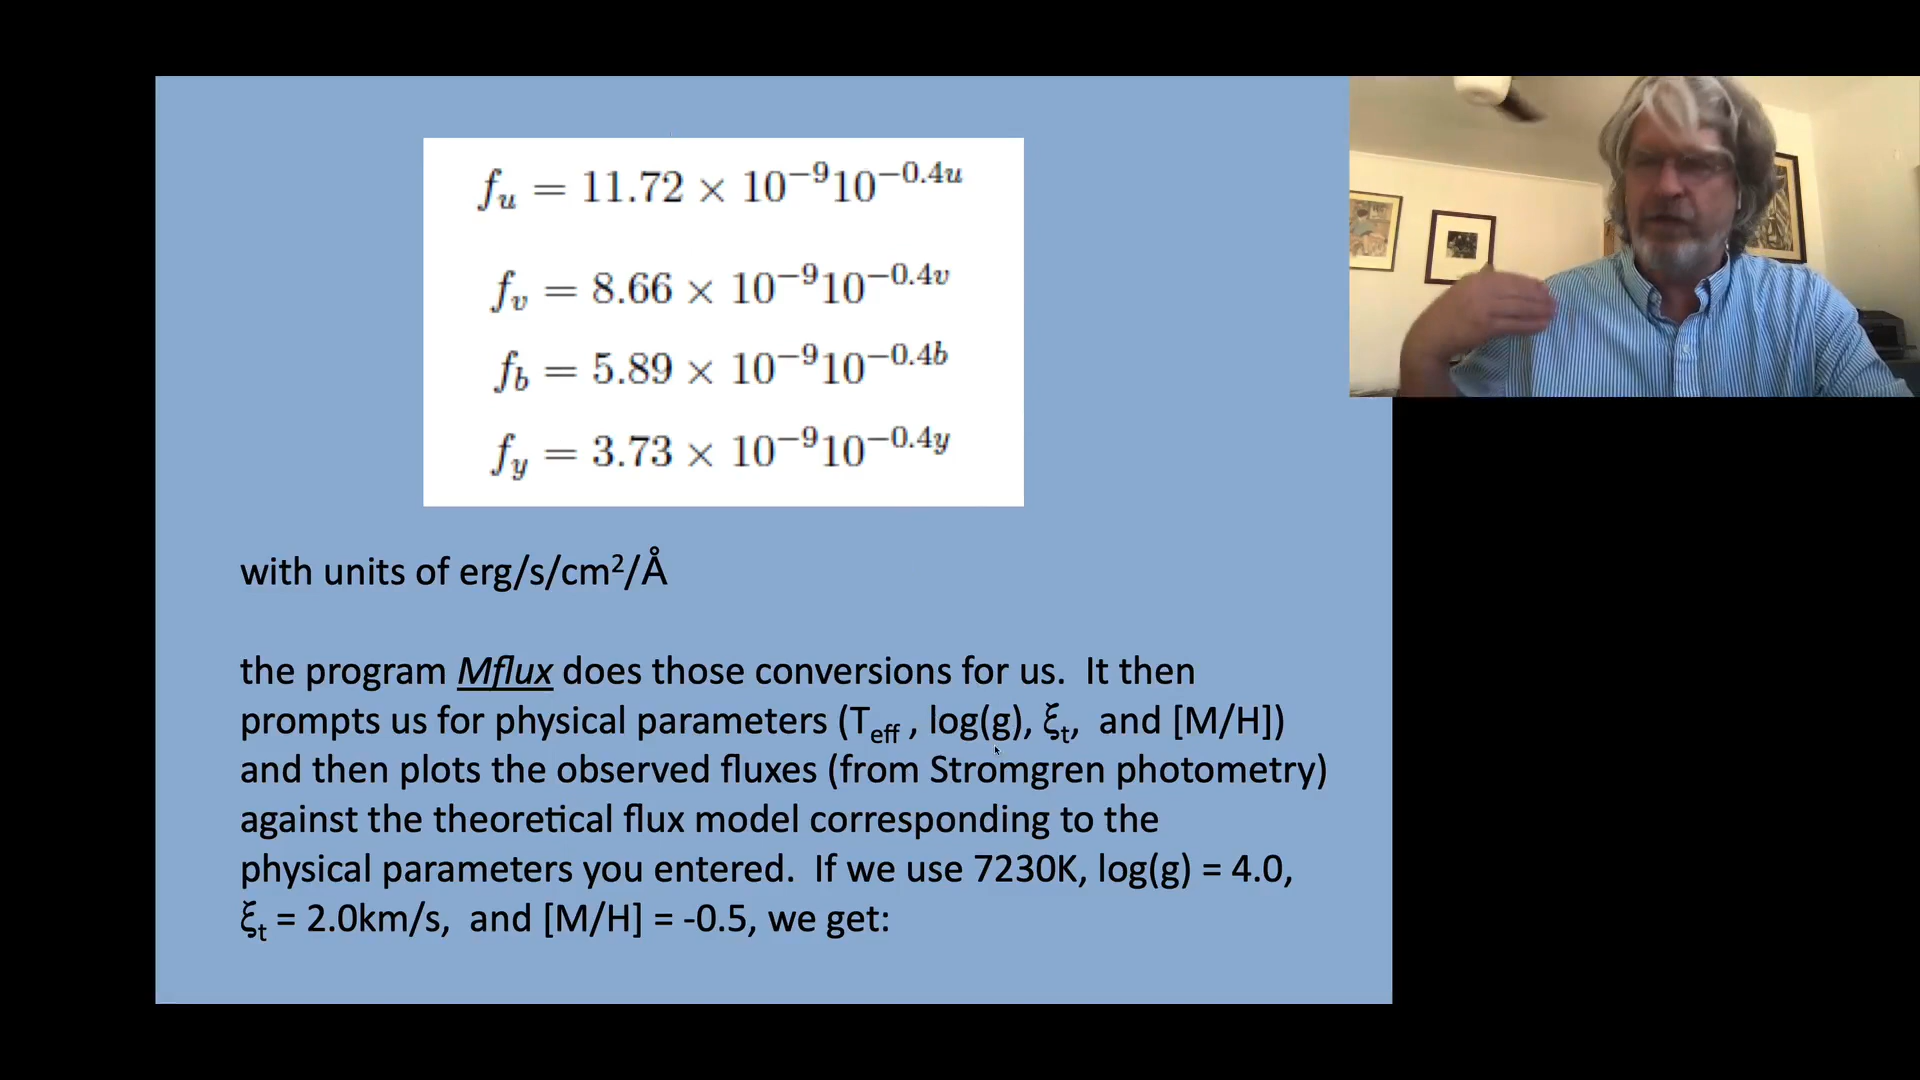 f_u = 11.72 × 10^{−9}10^{−0.4u}
f_v = 8.66 × 10^{−9}10^{−0.4v}
f_b = 5.89 × 10^{−9}10^{−0.4b}
f_y = 3.73 × 10^{−9}10^{−0.4y}
with units of erg/s/cm²/Å
the program Mflux does those conversions for us. It then
prompts us for physical parameters (T_eff , log(g), ξ_t, and [M/H])
and then plots the observed fluxes (from Stromgren photometry)
against the theoretical flux model corresponding to the
physical parameters you entered. If we use 7230K, log(g) = 4.0,
ξ_t = 2.0km/s, and [M/H] = -0.5, we get: